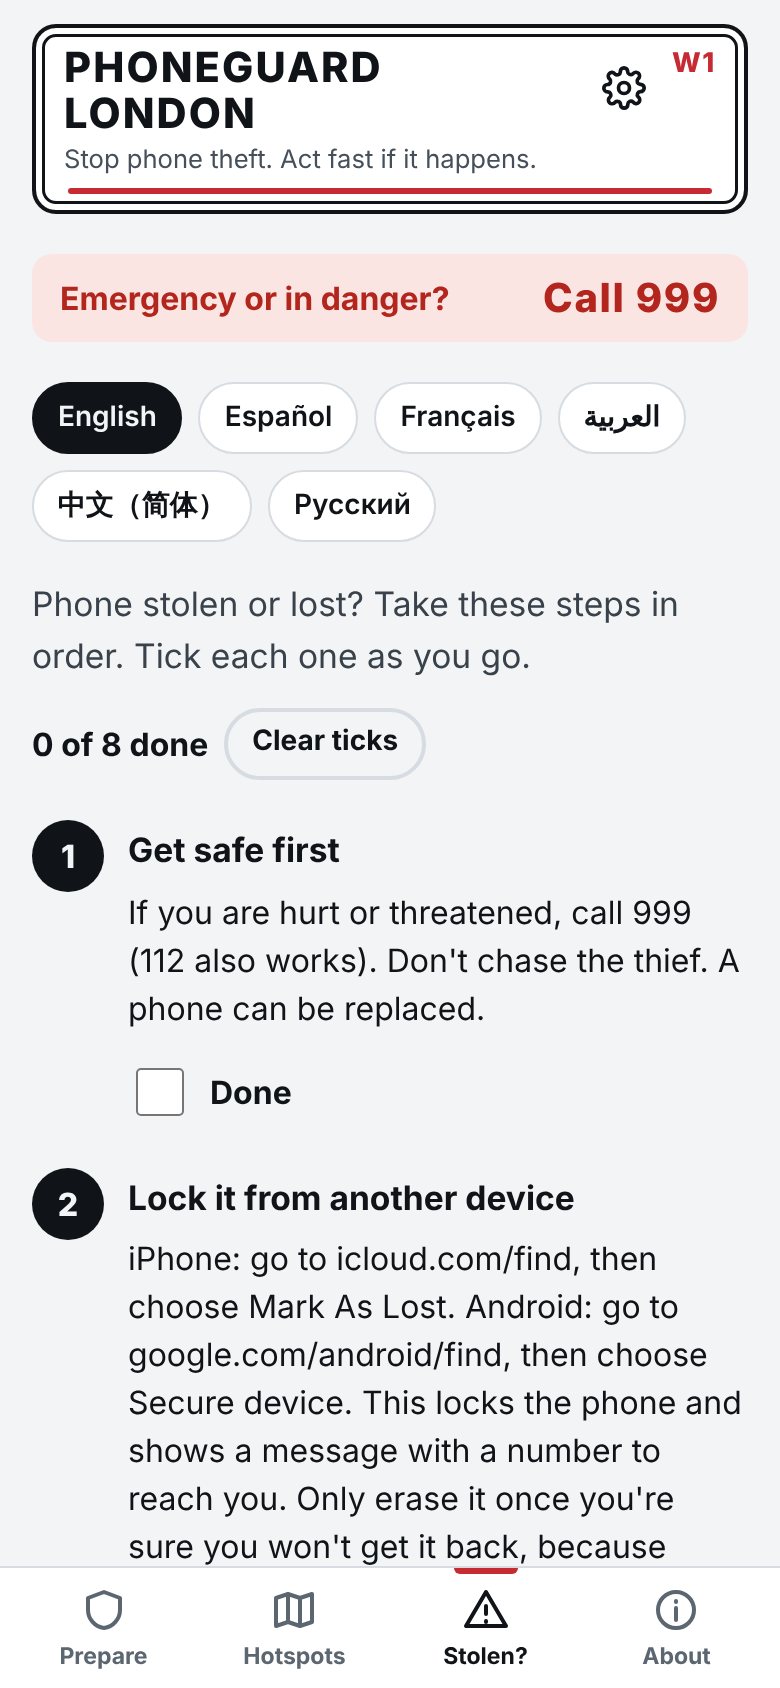 PHONEGUARD
LONDON
W1
Stop phone theft. Act fast if it happens.
Emergency or in danger?
Call 999
English
Español
Français
العربية
中文（简体）
Русский
Phone stolen or lost? Take these steps in
order. Tick each one as you go.
0 of 8 done
Clear ticks
1
Get safe first
If you are hurt or threatened, call 999
(112 also works). Don't chase the thief. A
phone can be replaced.
Done
2
Lock it from another device
iPhone: go to icloud.com/find, then
choose Mark As Lost. Android: go to
google.com/android/find, then choose
Secure device. This locks the phone and
shows a message with a number to
reach you. Only erase it once you're
sure you won't get it back, because
Prepare
Hotspots
Stolen?
About